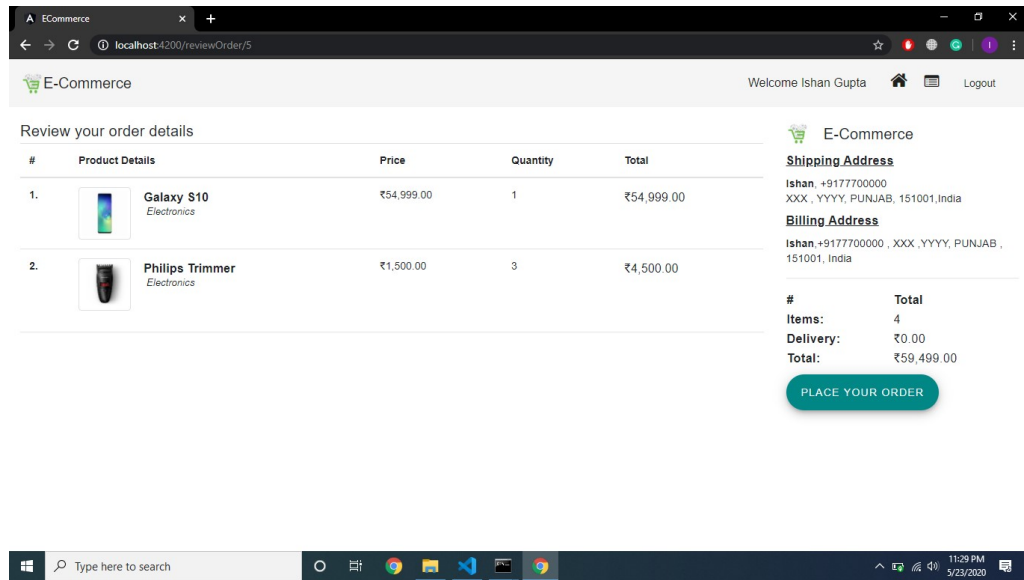 ECommerce
localhost:4200/reviewOrder/5
E-Commerce
Welcome Ishan Gupta
Logout
Review your order details
# Product Details Price Quantity Total
1. Galaxy S10 ₹54,999.00 1 ₹54,999.00
Electronics
2. Philips Trimmer ₹1,500.00 3 ₹4,500.00
Electronics
E-Commerce
Shipping Address
Ishan, +9177700000
XXX , YYYY, PUNJAB, 151001,India
Billing Address
Ishan,+9177700000 , XXX ,YYYY, PUNJAB ,
151001, India
# Total
Items: 4
Delivery: ₹0.00
Total: ₹59,499.00
PLACE YOUR ORDER
Type here to search
11:29 PM
5/23/2020